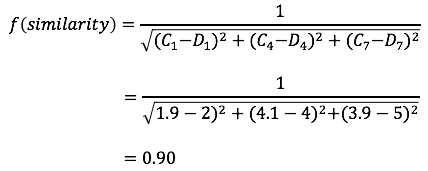 f(similarity) = 1 / √((C₁−D₁)² + (C₄−D₄)² + (C₇−D₇)²)
= 1 / √(1.9 − 2)² + (4.1 − 4)²+(3.9 − 5)²
= 0.90